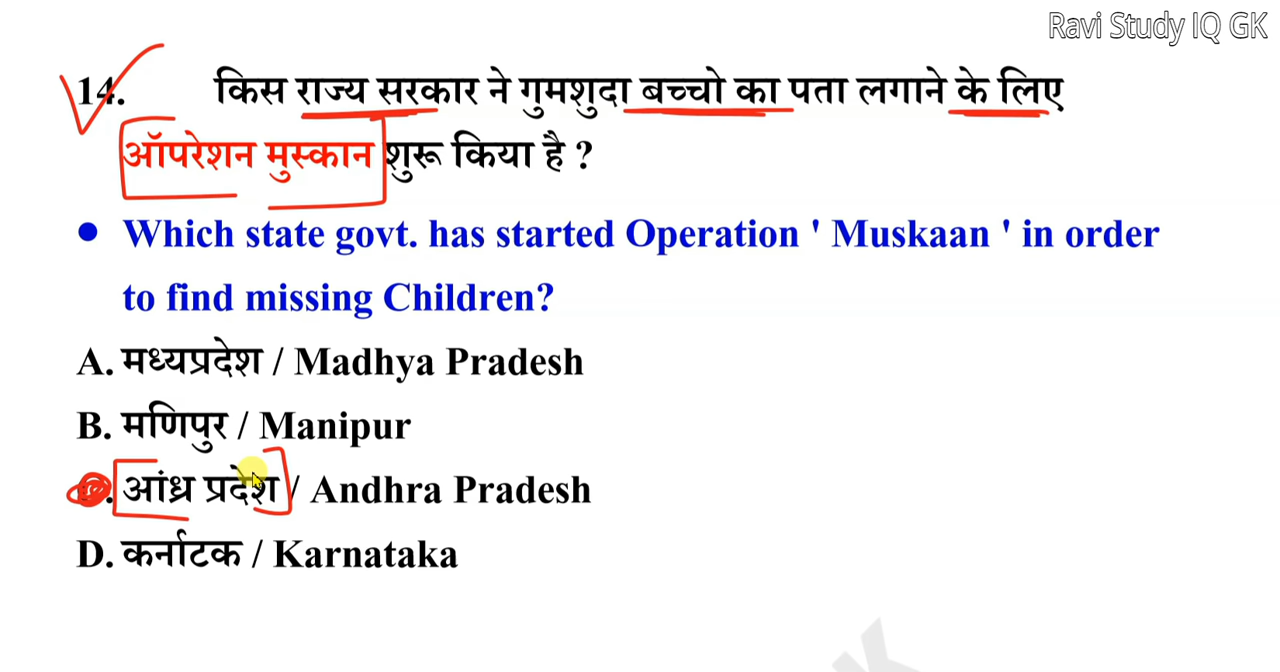 Ravi Study IQ GK
14. किस राज्य सरकार ने गुमशुदा बच्चो का पता लगाने के लिए
ऑपरेशन मुस्कान शुरू किया है ?
• Which state govt. has started Operation ' Muskaan ' in order
to find missing Children?
A. मध्यप्रदेश / Madhya Pradesh
B. मणिपुर / Manipur
. आंध्र प्रदेश / Andhra Pradesh
D. कर्नाटक / Karnataka
K